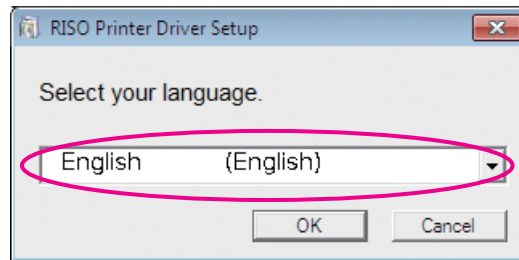 RISO Printer Driver Setup
Select your language.
English (English)
OK Cancel